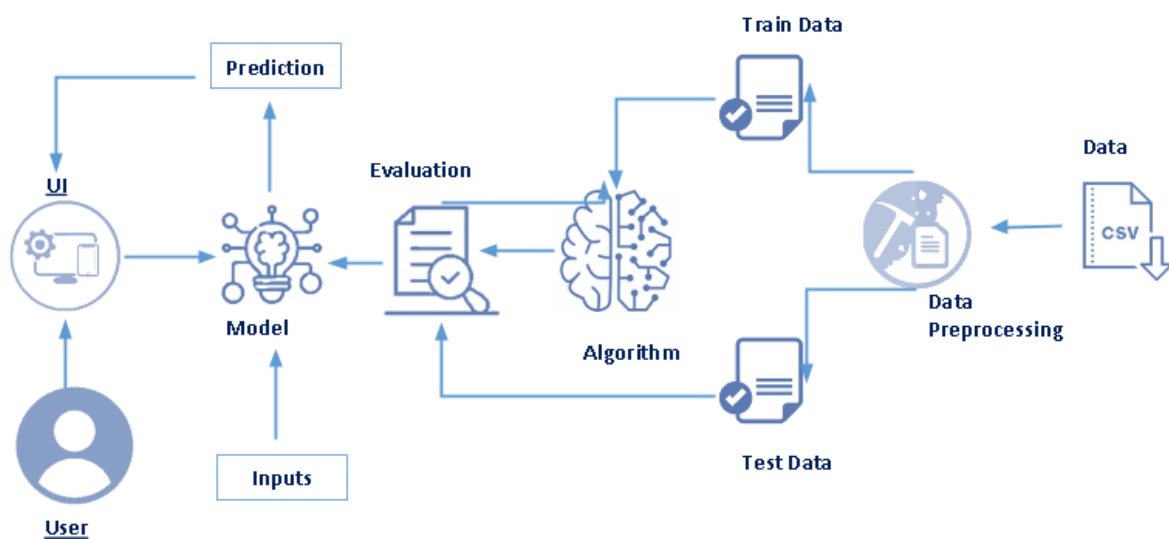 Train Data
Prediction
Data
Evaluation
UI
CSV
Data
Preprocessing
Model
Algorithm
Inputs
Test Data
User